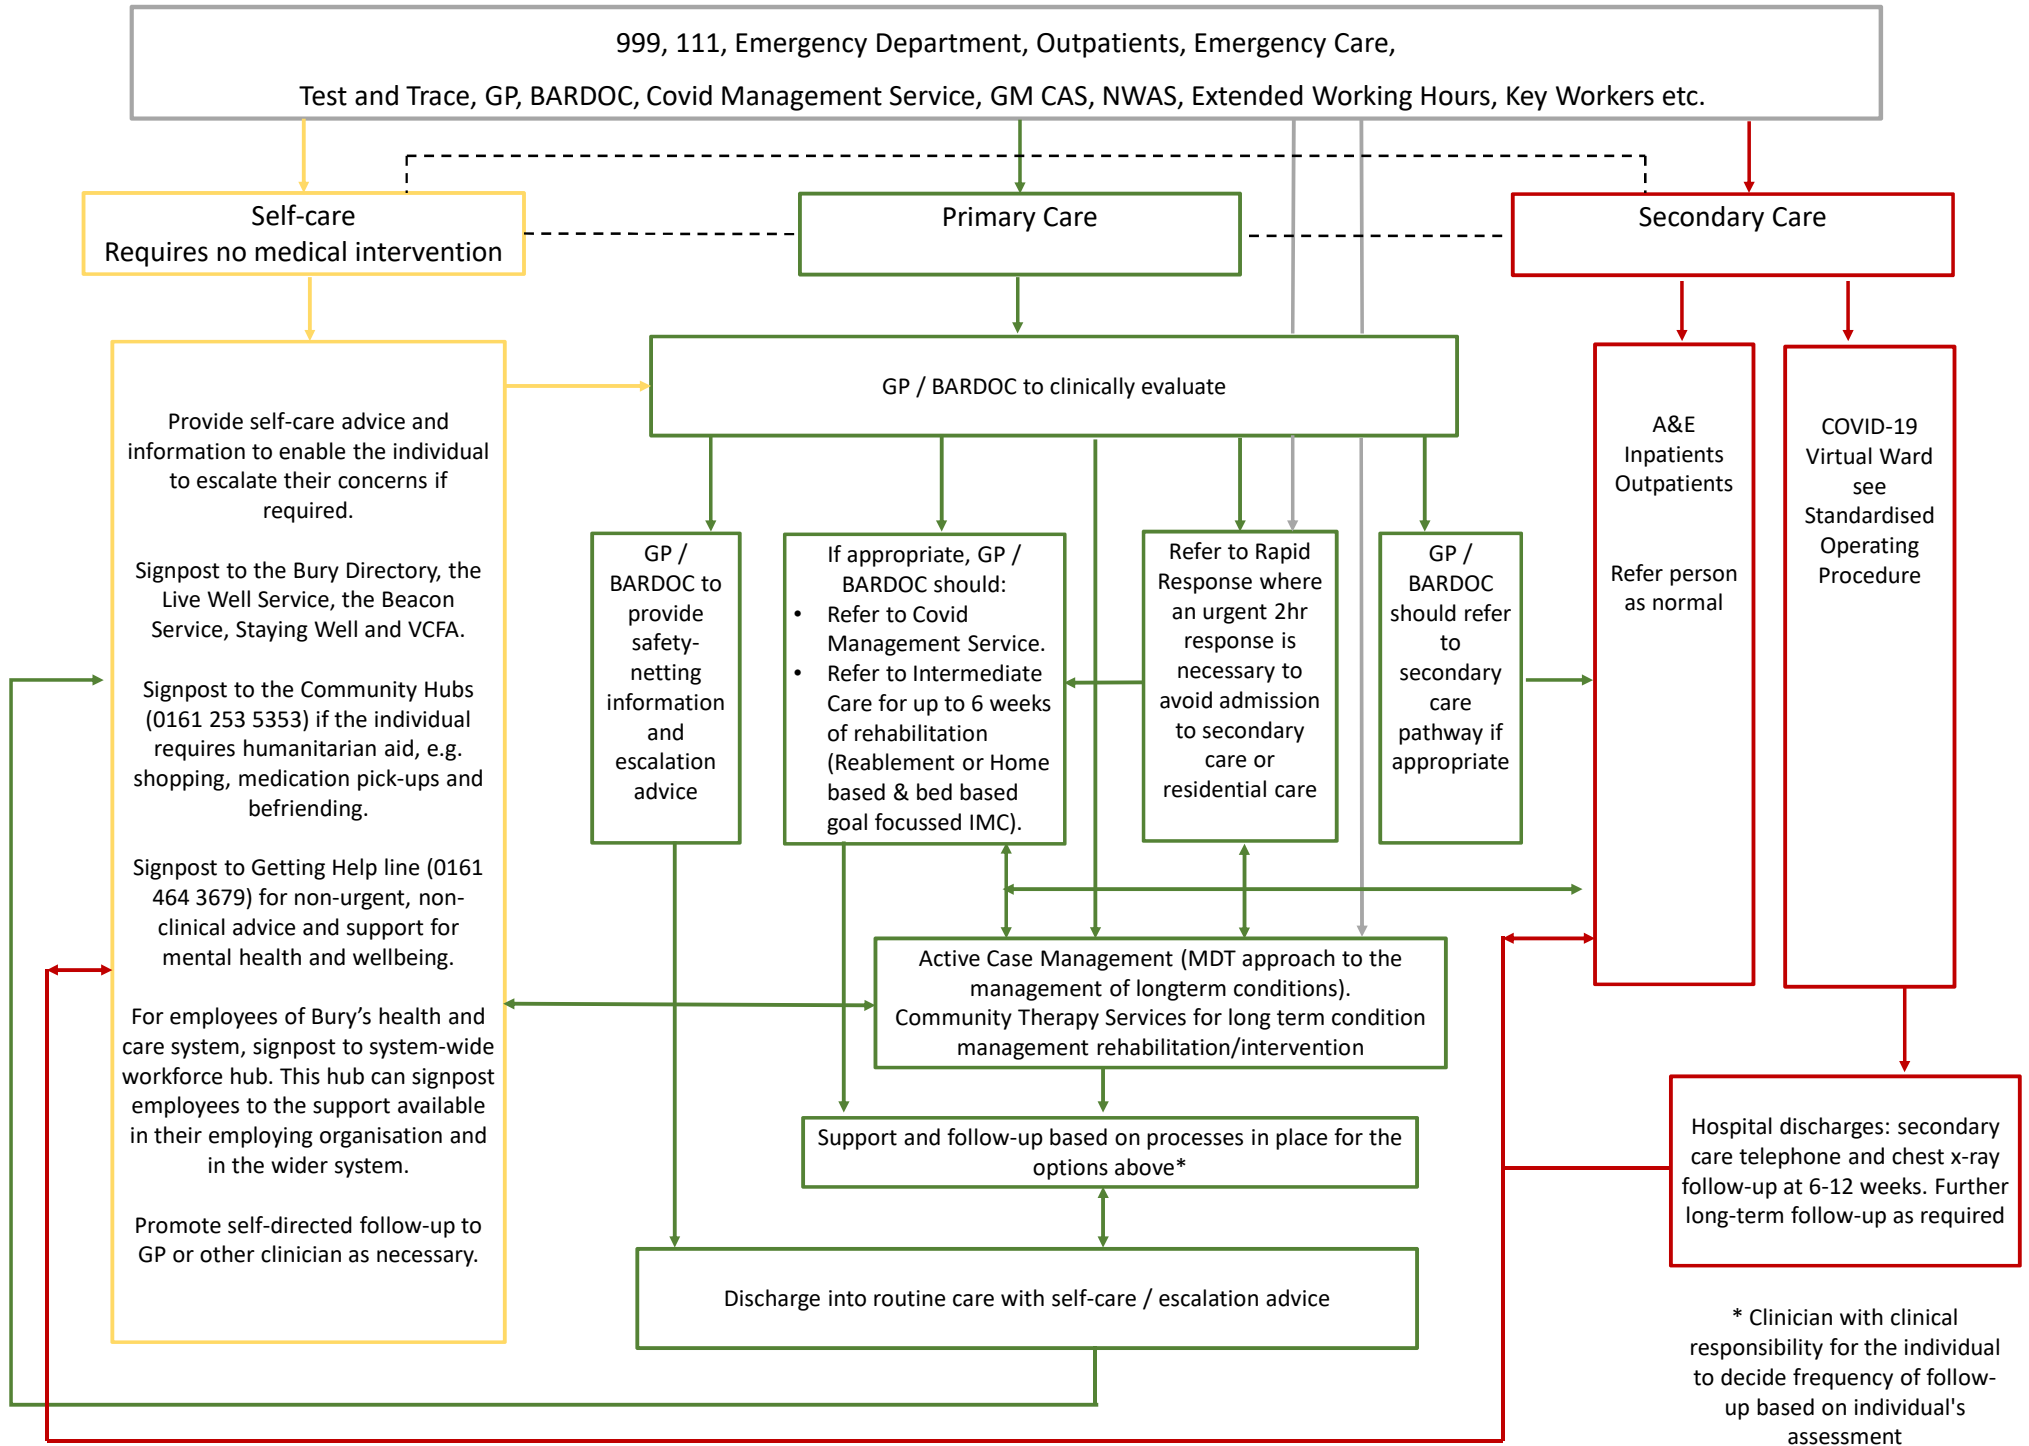 999, 111, Emergency Department, Outpatients, Emergency Care,
Test and Trace, GP, BARDOC, Covid Management Service, GM CAS, NWAS, Extended Working Hours, Key Workers etc.
Self-care
Requires no medical intervention
Primary Care
Secondary Care
Provide self-care advice and
information to enable the individual
to escalate their concerns if
required.
Signpost to the Bury Directory, the
Live Well Service, the Beacon
Service, Staying Well and VCFA.
Signpost to the Community Hubs
(0161 253 5353) if the individual
requires humanitarian aid, e.g.
shopping, medication pick-ups and
befriending.
Signpost to Getting Help line (0161
464 3679) for non-urgent, non-
clinical advice and support for
mental health and wellbeing.
For employees of Bury’s health and
care system, signpost to system-wide
workforce hub. This hub can signpost
employees to the support available
in their employing organisation and
in the wider system.
Promote self-directed follow-up to
GP or other clinician as necessary.
GP / BARDOC to clinically evaluate
GP /
BARDOC to
provide
safety-
netting
information
and
escalation
advice
If appropriate, GP /
BARDOC should:
• Refer to Covid
Management Service.
• Refer to Intermediate
Care for up to 6 weeks
of rehabilitation
(Reablement or Home
based & bed based
goal focussed IMC).
Refer to Rapid
Response where
an urgent 2hr
response is
necessary to
avoid admission
to secondary
care or
residential care
GP /
BARDOC
should refer
to
secondary
care
pathway if
appropriate
A&E
Inpatients
Outpatients
Refer person
as normal
COVID-19
Virtual Ward
see
Standardised
Operating
Procedure
Active Case Management (MDT approach to the
management of longterm conditions).
Community Therapy Services for long term condition
management rehabilitation/intervention
Support and follow-up based on processes in place for the
options above*
Discharge into routine care with self-care / escalation advice
Hospital discharges: secondary
care telephone and chest x-ray
follow-up at 6-12 weeks. Further
long-term follow-up as required
* Clinician with clinical
responsibility for the individual
to decide frequency of follow-
up based on individual's
assessment